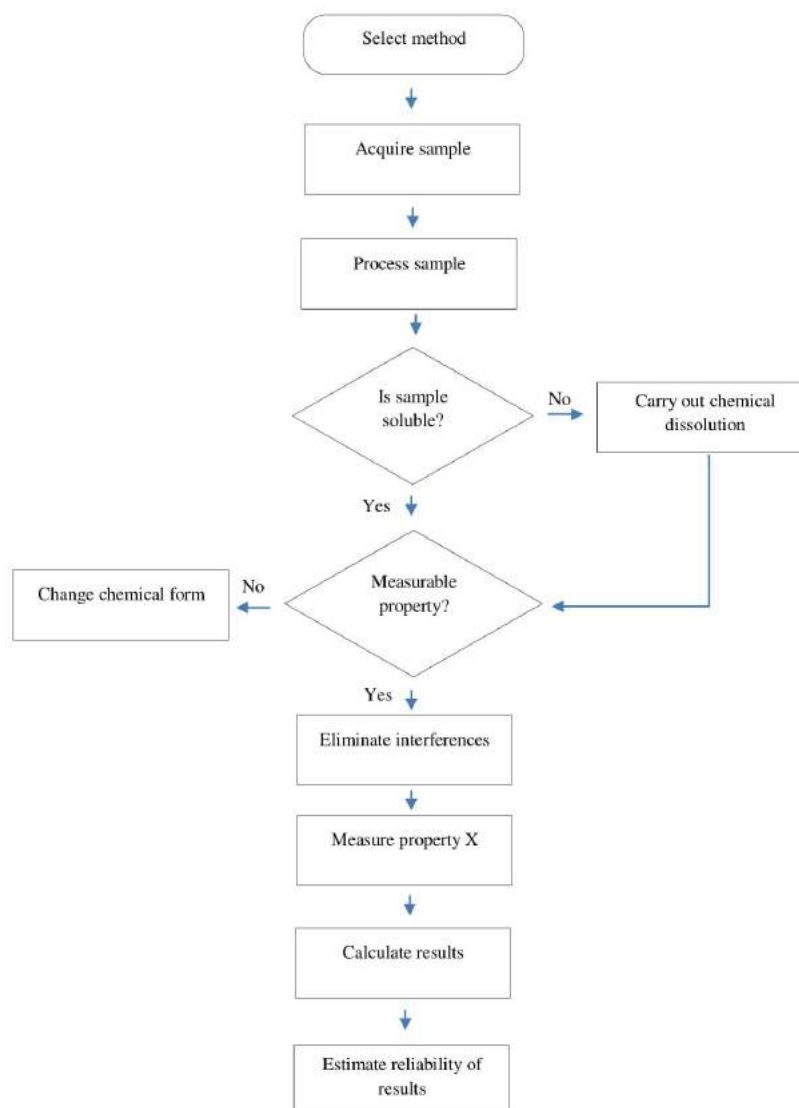 Select method
Acquire sample
Process sample
Is sample
soluble?
No
Carry out chemical
dissolution
Yes
Change chemical form
No
Measurable
property?
Yes
Eliminate interferences
Measure property X
Calculate results
Estimate reliability of
results